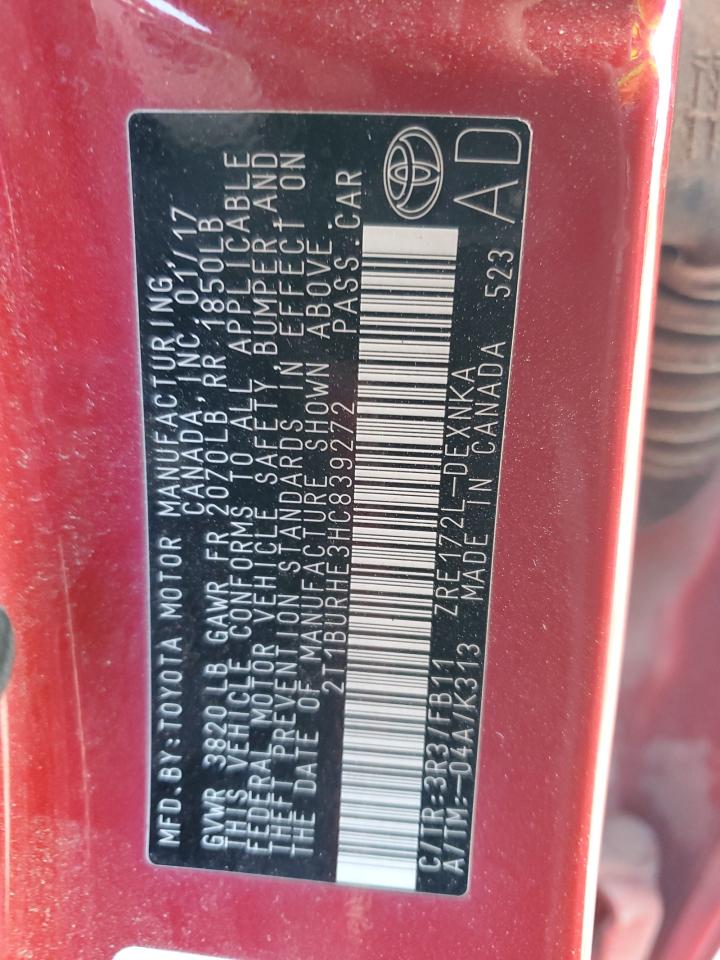 MFD.BY:TOYOTA MOTOR MANUFACTURING,
CANADA,INC.01/17
GVWR 3820 LB GAWR FR 2070LB RR 1850LB
THIS VEHICLE CONFORMS TO ALL APPLICABLE
FEDERAL MOTOR VEHICLE SAFETY,BUMPER,AND
THEFT PREVENTION STANDARDS IN EFFECT ON
THE DATE OF MANUFACTURE SHOWN ABOVE.
2T1BURHE3HC839272 PASS.CAR
C/TR:3R3/FB11 ZRE172L-DEXNKA
A/TM:-04A/K313 MADE IN CANADA 523
AD